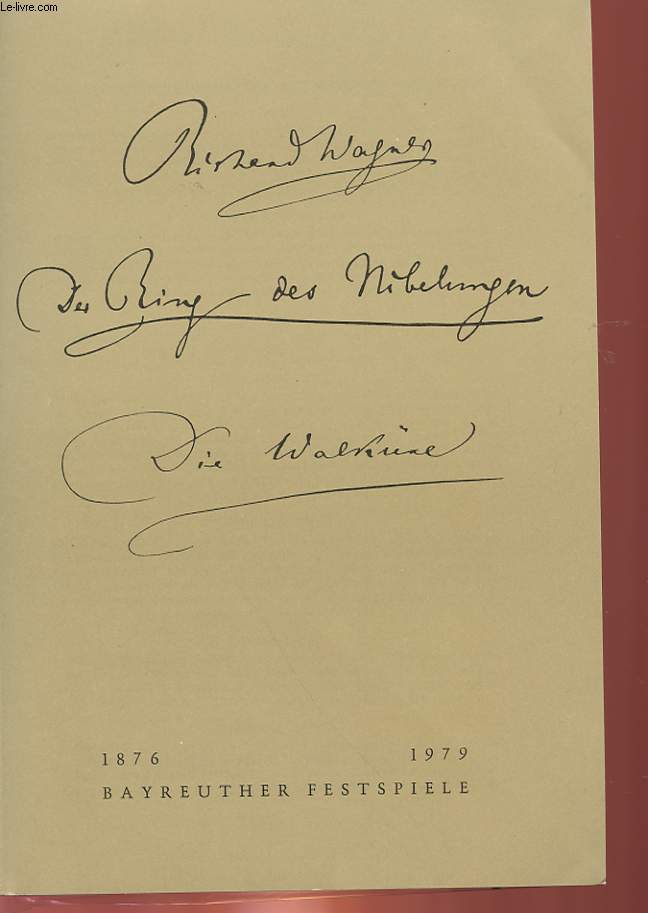 Le-livre.com
Richard Wagner
Der Ring des Nibelungen
Die Walküre
1876 1979
BAYREUTHER FESTSPIELE